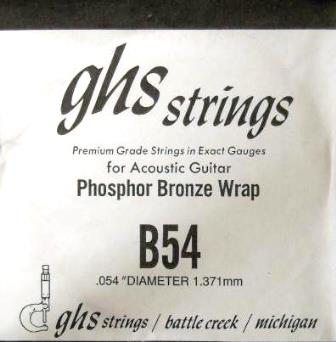 ghs strings
Premium Grade Strings in Exact Gauges
for Acoustic Guitar
Phosphor Bronze Wrap
B54
.054 "DIAMETER 1.371mm
ghs strings / battle creek / michigan